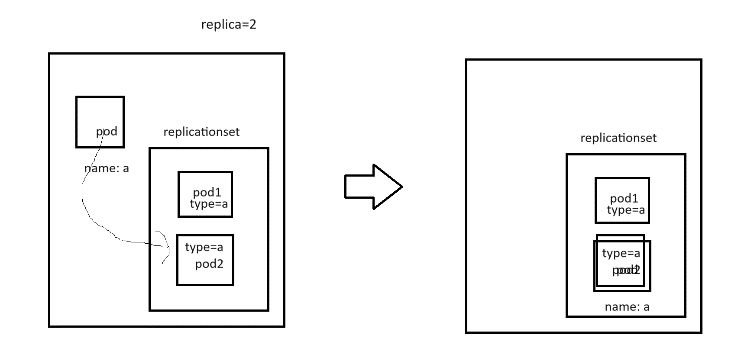 replica=2
pod
name: a
replicationset
pod1
type=a
type=a
pod2
replicationset
pod1
type=a
type=a
name: a